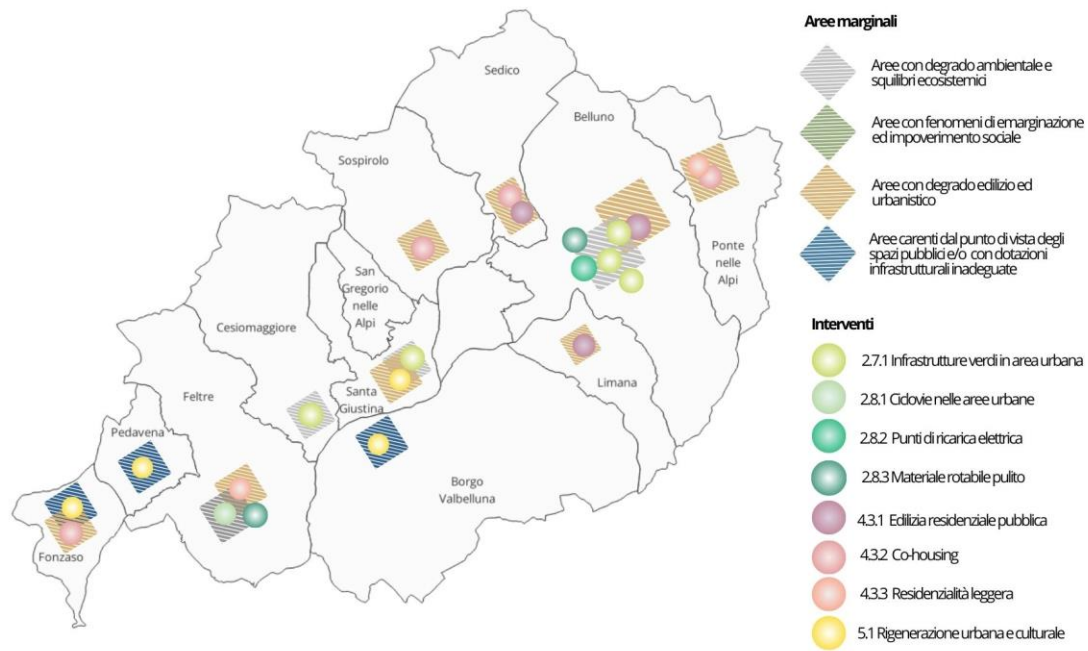 Aree marginali
Aree con degrado ambientale e
squilibri ecosistemici
Aree con fenomeni di emarginazione
ed impoverimento sociale
Aree con degrado edilizio ed
urbanistico
Aree carenti dal punto di vista degli
spazi pubblici e/o con dotazioni
infrastrutturali inadeguate
Interventi
2.7.1 Infrastrutture verdi in area urbana
2.8.1 Ciclovie nelle aree urbane
2.8.2 Punti di ricarica elettrica
2.8.3 Materiale rotabile pulito
4.3.1 Edilizia residenziale pubblica
4.3.2 Co-housing
4.3.3 Residenzialità leggera
5.1 Rigenerazione urbana e culturale
Sedico
Belluno
Sospirolo
Ponte
nelle
Alpi
San
Gregorio
nelle
Alpi
Cesiomaggiore
Limana
Santa
Giustina
Feltre
Pedavena
Borgo
Valbelluna
Fonzaso